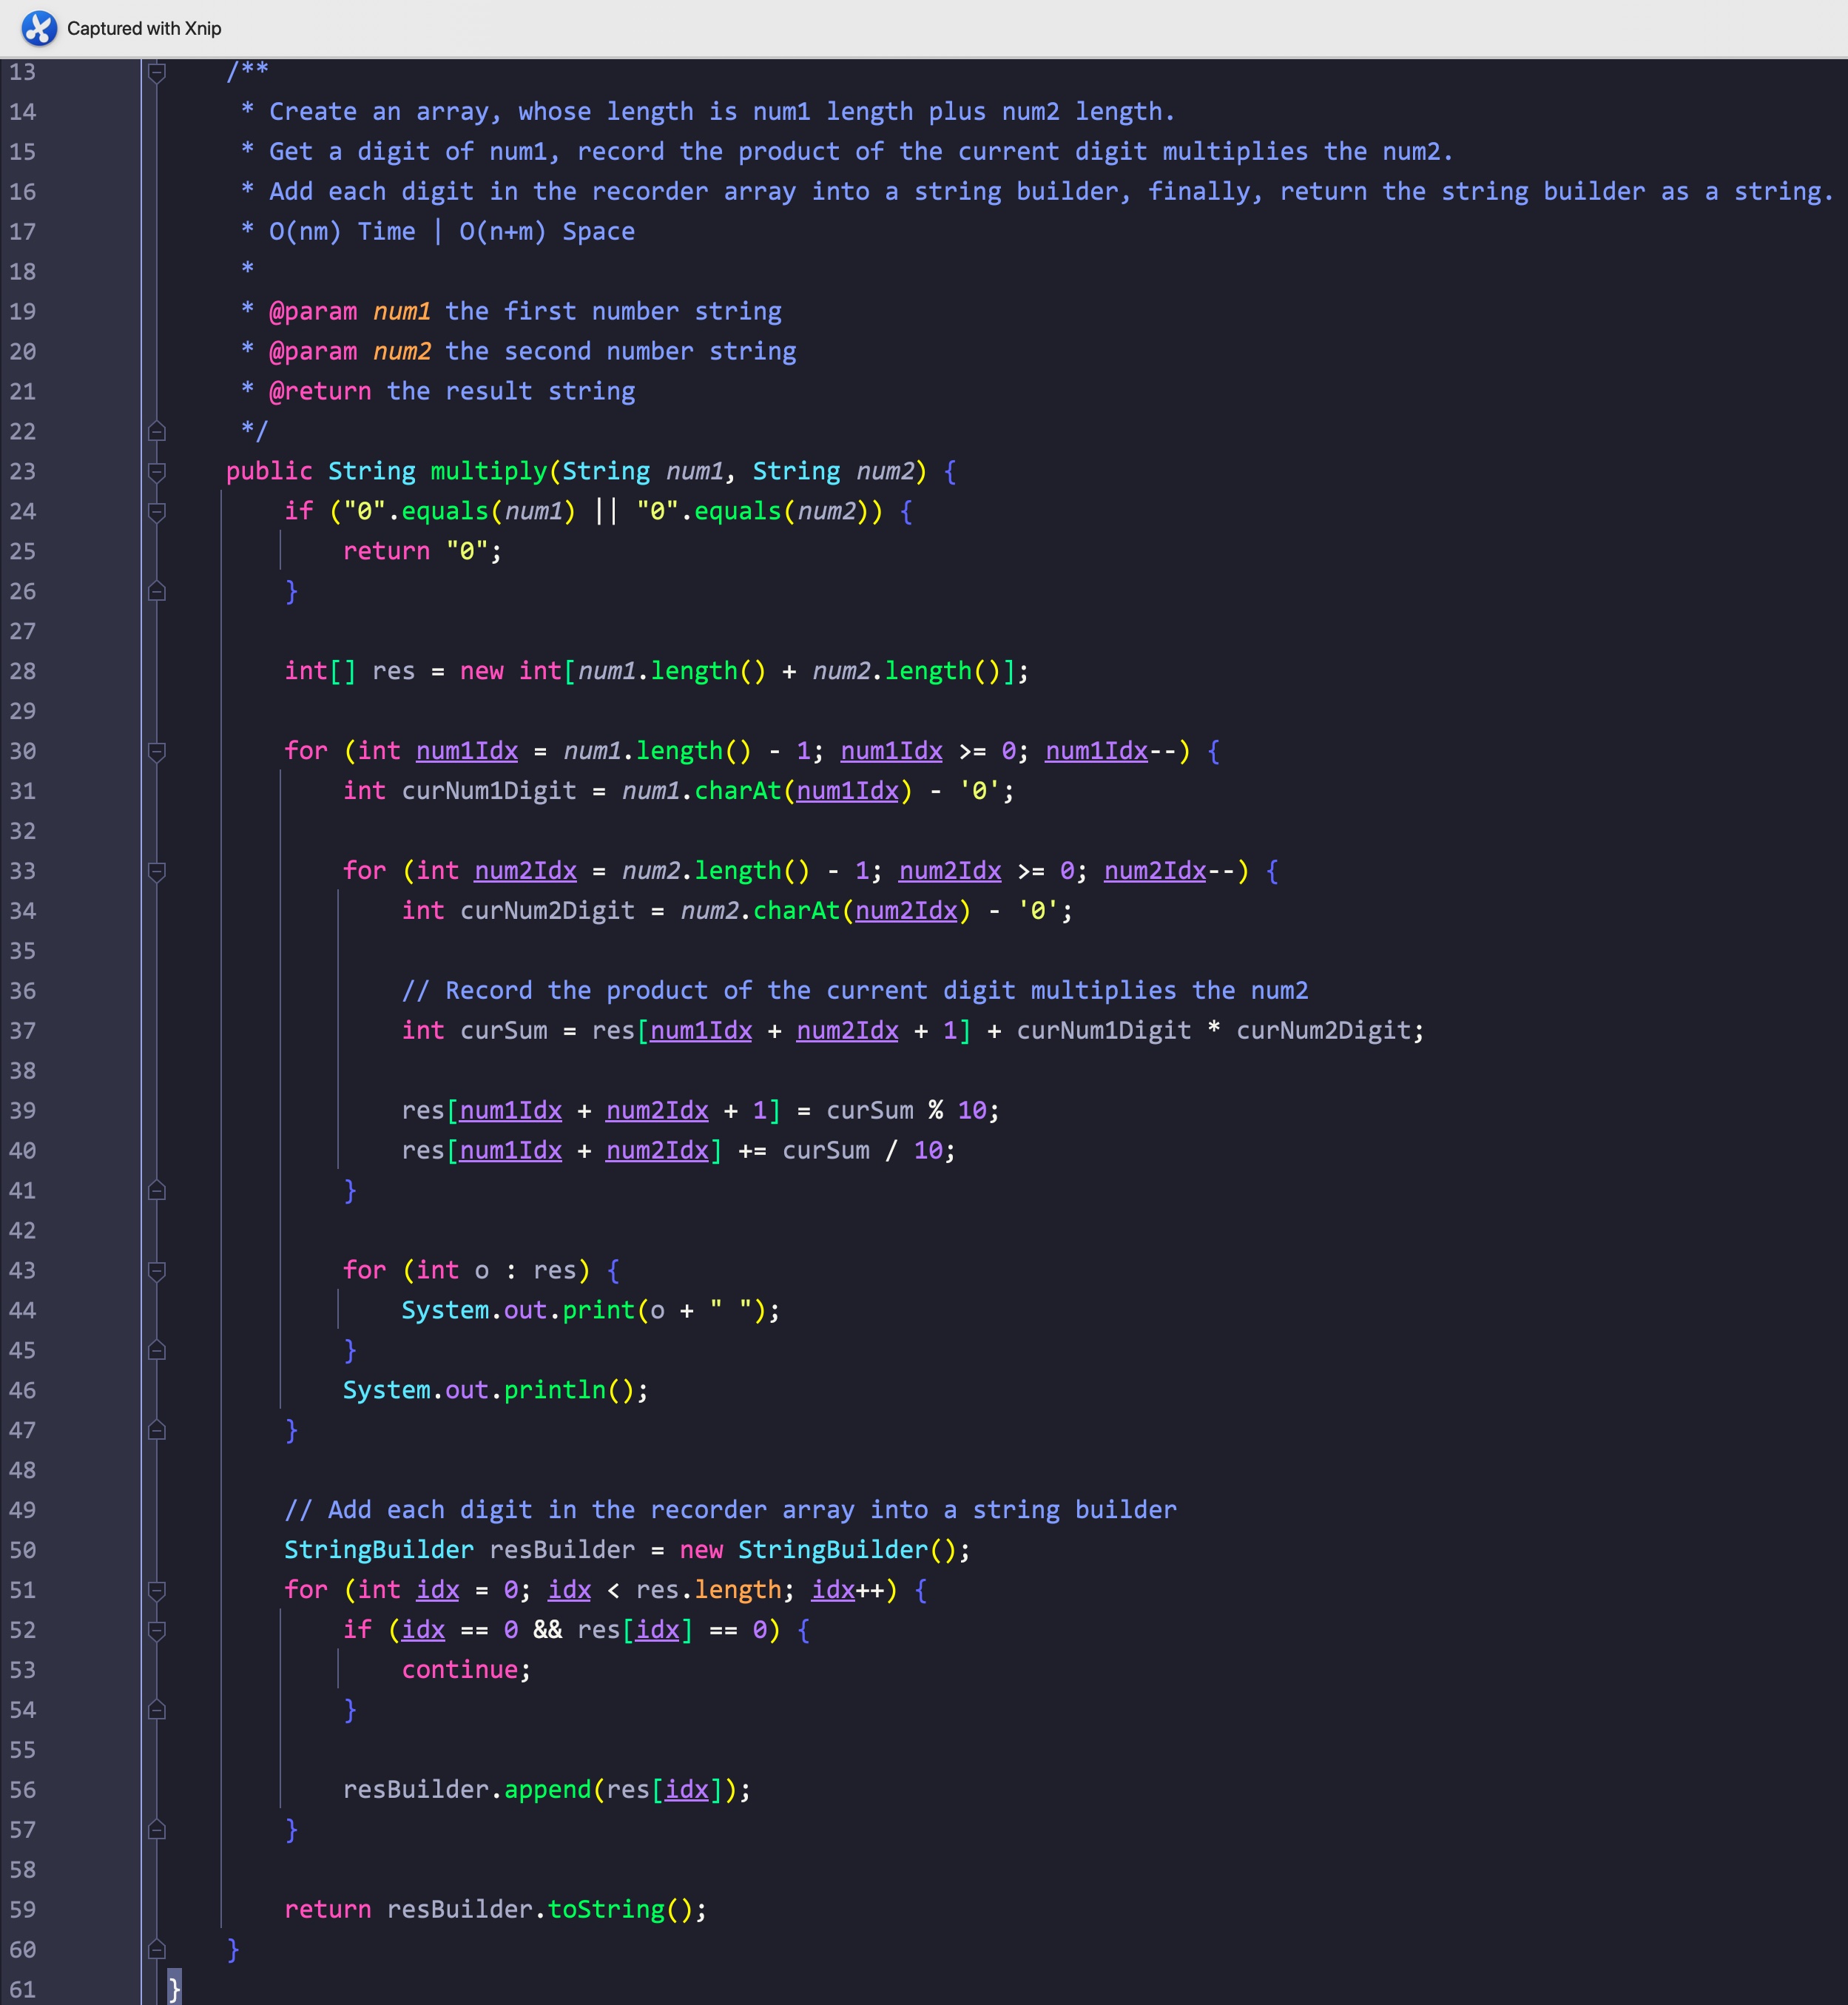 Captured with Xnip
13 /**
14 * Create an array, whose length is num1 length plus num2 length.
15 * Get a digit of num1, record the product of the current digit multiplies the num2.
16 * Add each digit in the recorder array into a string builder, finally, return the string builder as a string.
17 * O(nm) Time | O(n+m) Space
18 *
19 * @param num1 the first number string
20 * @param num2 the second number string
21 * @return the result string
22 */
23 public String multiply(String num1, String num2) {
24 if ("0".equals(num1) || "0".equals(num2)) {
25 return "0";
26 }
27
28 int[] res = new int[num1.length() + num2.length()];
29
30 for (int num1Idx = num1.length() - 1; num1Idx >= 0; num1Idx--) {
31 int curNum1Digit = num1.charAt(num1Idx) - '0';
32
33 for (int num2Idx = num2.length() - 1; num2Idx >= 0; num2Idx--) {
34 int curNum2Digit = num2.charAt(num2Idx) - '0';
35
36 // Record the product of the current digit multiplies the num2
37 int curSum = res[num1Idx + num2Idx + 1] + curNum1Digit * curNum2Digit;
38
39 res[num1Idx + num2Idx + 1] = curSum % 10;
40 res[num1Idx + num2Idx] += curSum / 10;
41 }
42
43 for (int o : res) {
44 System.out.print(o + " ");
45 }
46 System.out.println();
47 }
48
49 // Add each digit in the recorder array into a string builder
50 StringBuilder resBuilder = new StringBuilder();
51 for (int idx = 0; idx < res.length; idx++) {
52 if (idx == 0 && res[idx] == 0) {
53 continue;
54 }
55
56 resBuilder.append(res[idx]);
57 }
58
59 return resBuilder.toString();
60 }
61 }